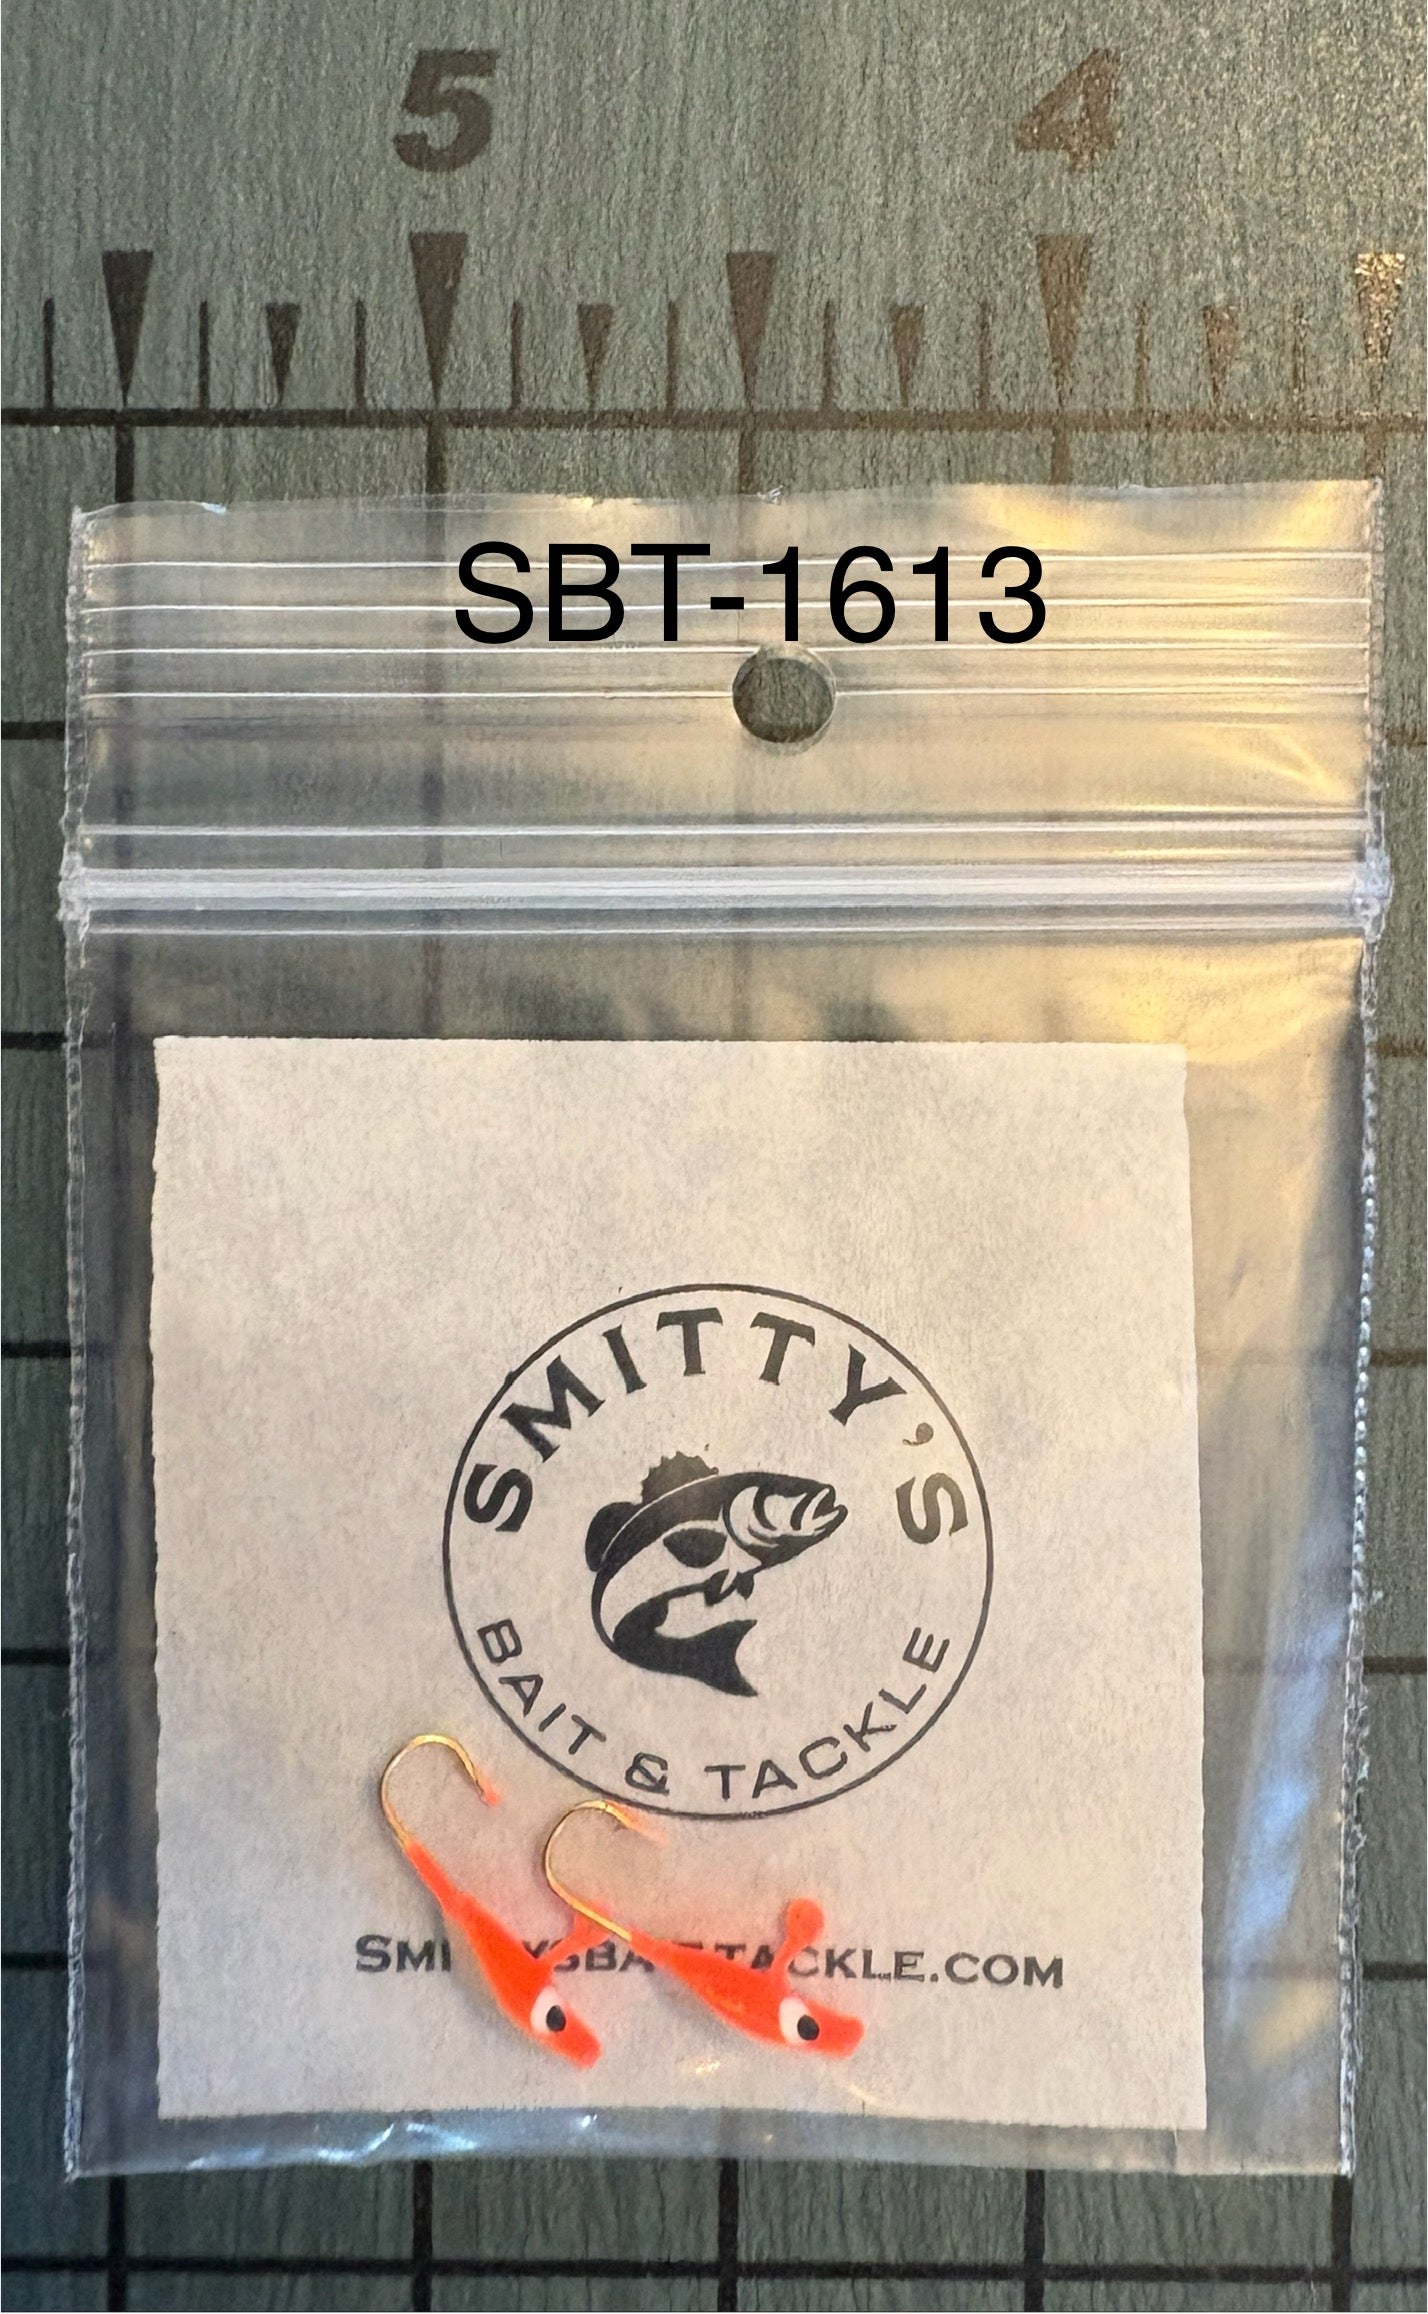 5 4
SBT-1613
SMITTY'S
BAIT & TACKLE